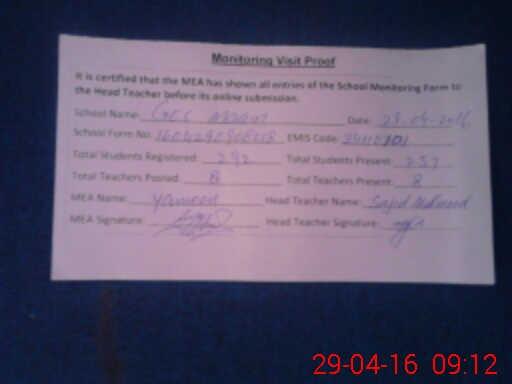 Monitoring Visit Proof
It is certified that the MEA has shown all entries of the School Monitoring Form to
the Head Teacher before its online submission.
School Name: GES Date: 29-04-2016
School Form No: EMIS Code:
Total Students Registered: 292 Total Students Present: 257
Total Teachers Posted: 8 Total Teachers Present: 8
MEA Name: Head Teacher Name: Sajid Mehmood
MEA Signature: Head Teacher Signature:
29-04-16 09:12